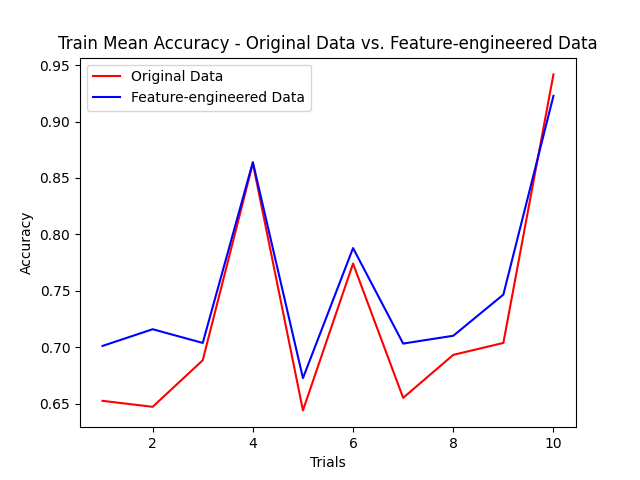 Train Mean Accuracy - Original Data vs. Feature-engineered Data
Original Data
Feature-engineered Data
0.95
0.90
0.85
0.80
0.75
0.70
0.65
Accuracy
2
4
6
8
10
Trials